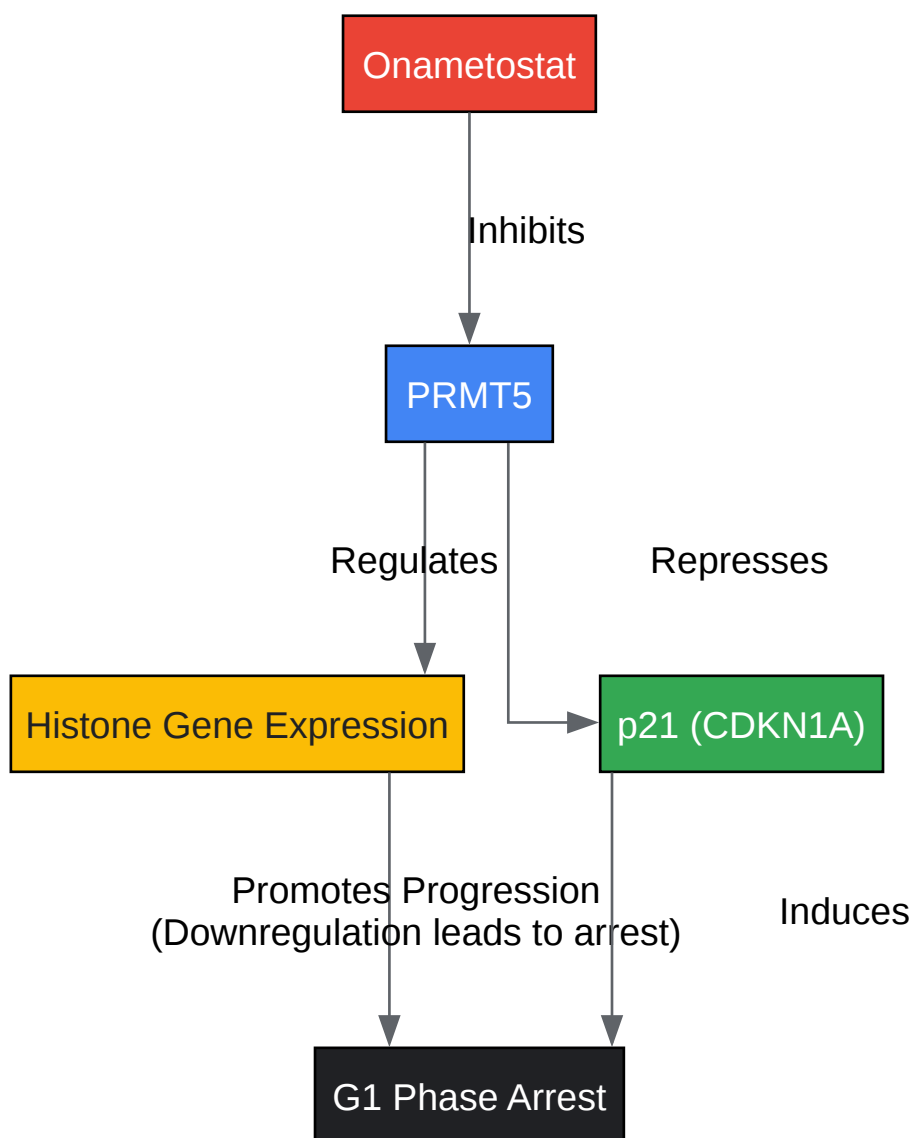 Onametostat
Inhibits
PRMT5
Regulates
Represses
Histone Gene Expression
p21 (CDKN1A)
Promotes Progression
(Downregulation leads to arrest)
Induces
G1 Phase Arrest